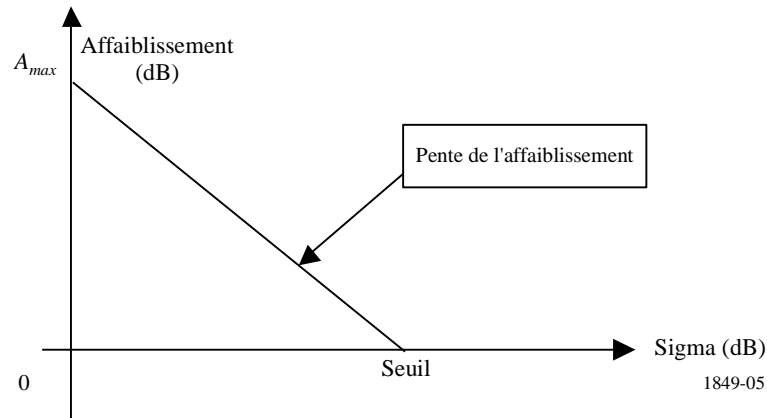 Affaiblissement
(dB)
A_max
Pente de l'affaiblissement
Sigma (dB)
Seuil
0
1849-05